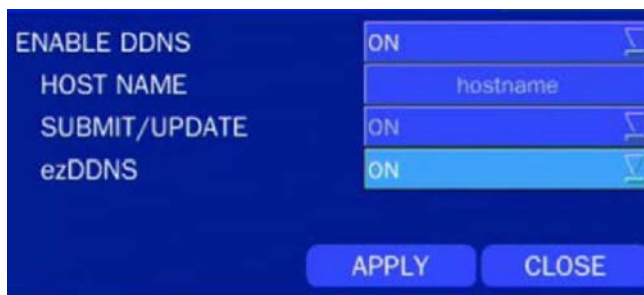 ENABLE DDNS ON
HOST NAME hostname
SUBMIT/UPDATE ON
ezDDNS ON
APPLY CLOSE